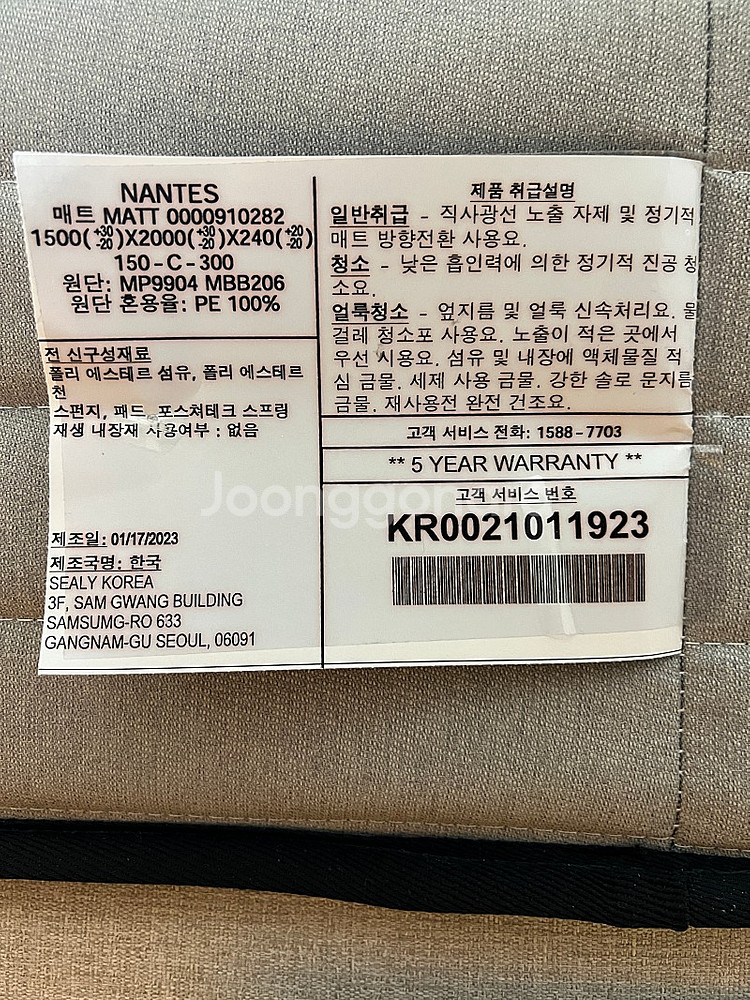 NANTES
매트 MATT 0000910282
1500(+30 -20)X2000(+30 -20)X240(+20 -20)
150-C-300
원단: MP9904 MBB206
원단 혼용율: PE 100%
전 신구성재료
폴리 에스테르 섬유, 폴리 에스테르
천
스펀지, 패드, 포스쳐테크 스프링
재생 내장재 사용여부 : 없음
제조일: 01/17/2023
제조국명: 한국
SEALY KOREA
3F, SAM GWANG BUILDING
SAMSUMG-RO 633
GANGNAM-GU SEOUL, 06091
제품 취급설명
일반취급 - 직사광선 노출 자제 및 정기적
매트 방향전환 사용요.
청소 - 낮은 흡인력에 의한 정기적 진공 청
소요.
얼룩청소 - 엎지름 및 얼룩 신속처리요. 물
걸레 청소포 사용요. 노출이 적은 곳에서
우선 시용요. 섬유 및 내장에 액체물질 적
심 금물. 세제 사용 금물. 강한 솔로 문지름
금물. 재사용전 완전 건조요.
고객 서비스 전화: 1588-7703
** 5 YEAR WARRANTY **
고객 서비스 번호
KR0021011923